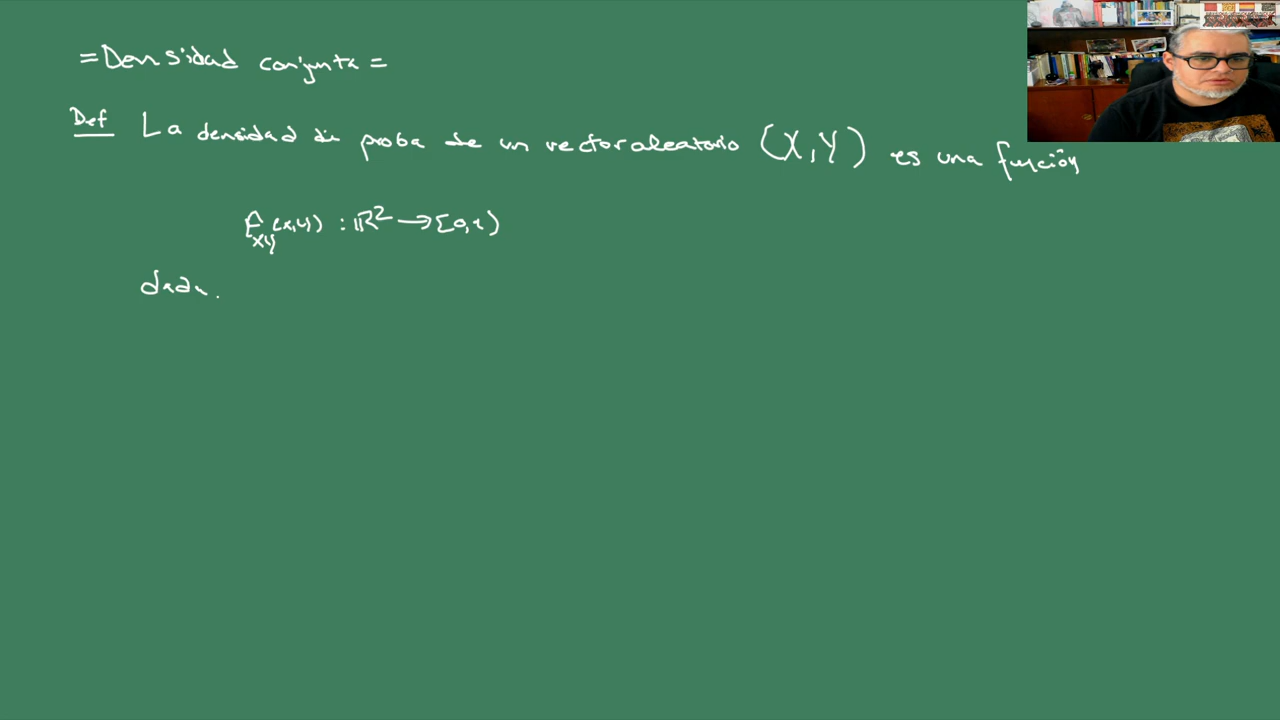 =Densidad conjunta=
Def La densidad de proba de un vector aleatorio (X,Y) es una función
f_XY (x,y) : ℝ² → [0,1)
dada